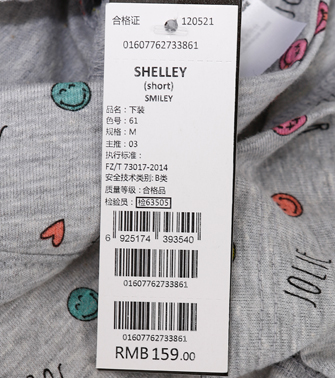 合格证 120521
01607762733861
SHELLEY
(short)
SMILEY
品名：下装
色号：61
规格：M
主推：03
执行标准：
FZ/T 73017-2014
安全技术类别: B类
质量等级：合格品
检验员：检63505
6 925174 393540
01607762733861
01607762733861
RMB 159.00
JOLIE